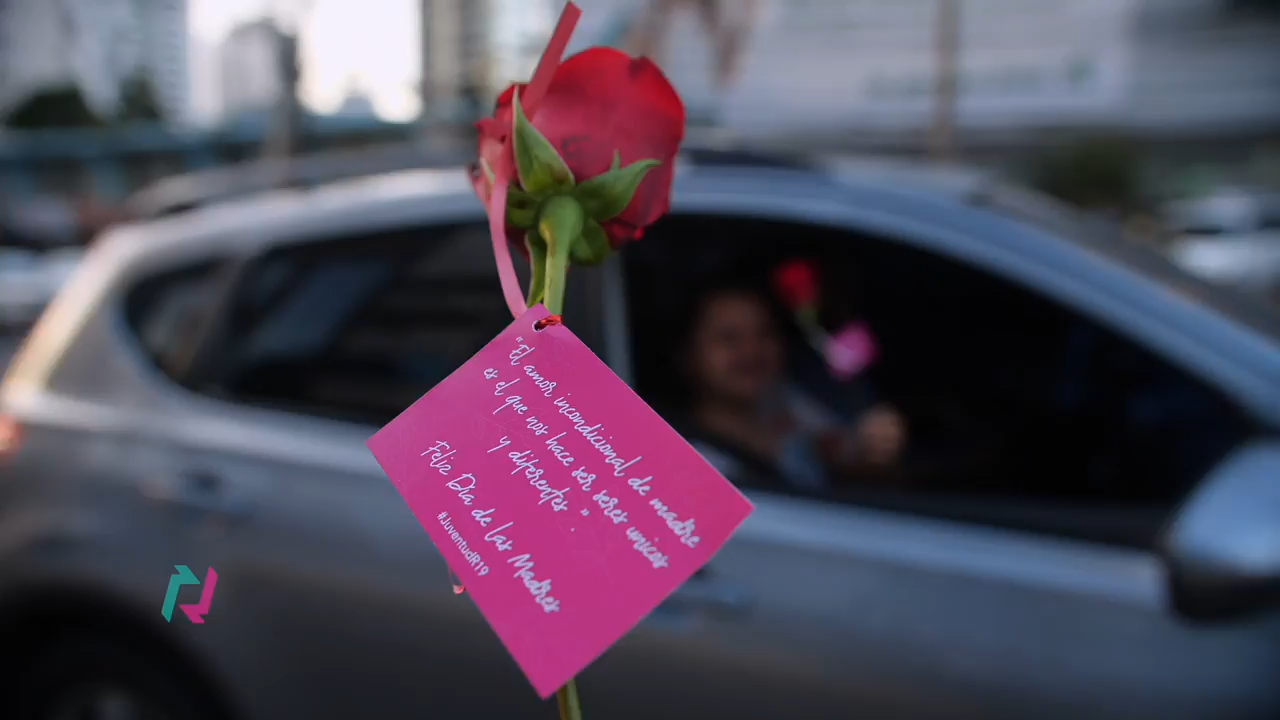 "El amor incondicional de madre
es el que nos hace ser seres unicos
y diferentes."
Feliz Día de las Madres
#JuventudR19